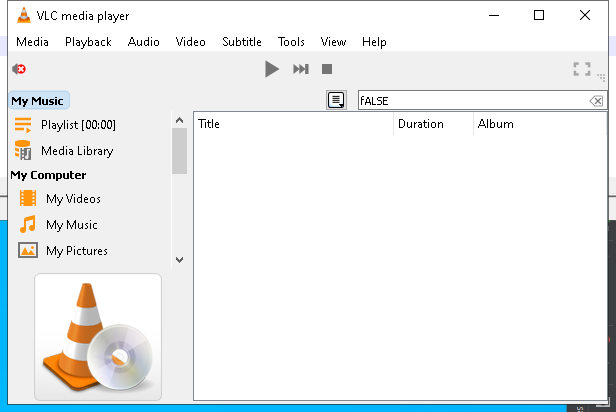 VLC media player
Media Playback Audio Video Subtitle Tools View Help
My Music
fALSE
Playlist [00:00]
Media Library
My Computer
My Videos
My Music
My Pictures
Title Duration Album